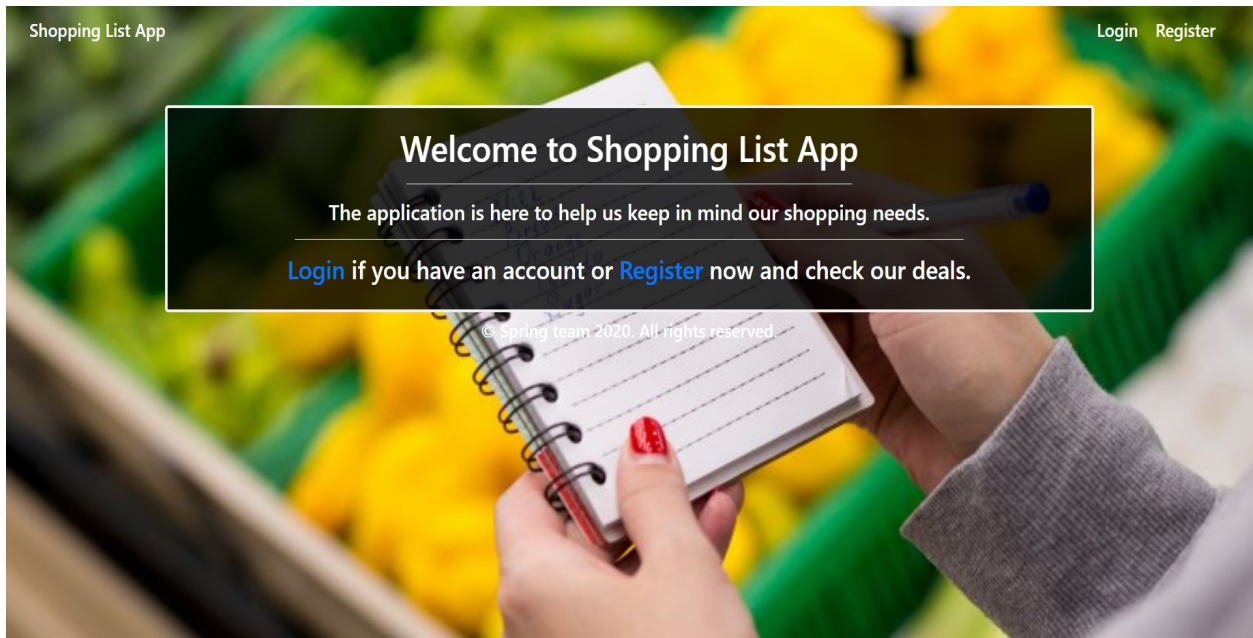 Shopping List App
Login Register
Welcome to Shopping List App
The application is here to help us keep in mind our shopping needs.
Login if you have an account or Register now and check our deals.
© Spring team 2020. All rights reserved.